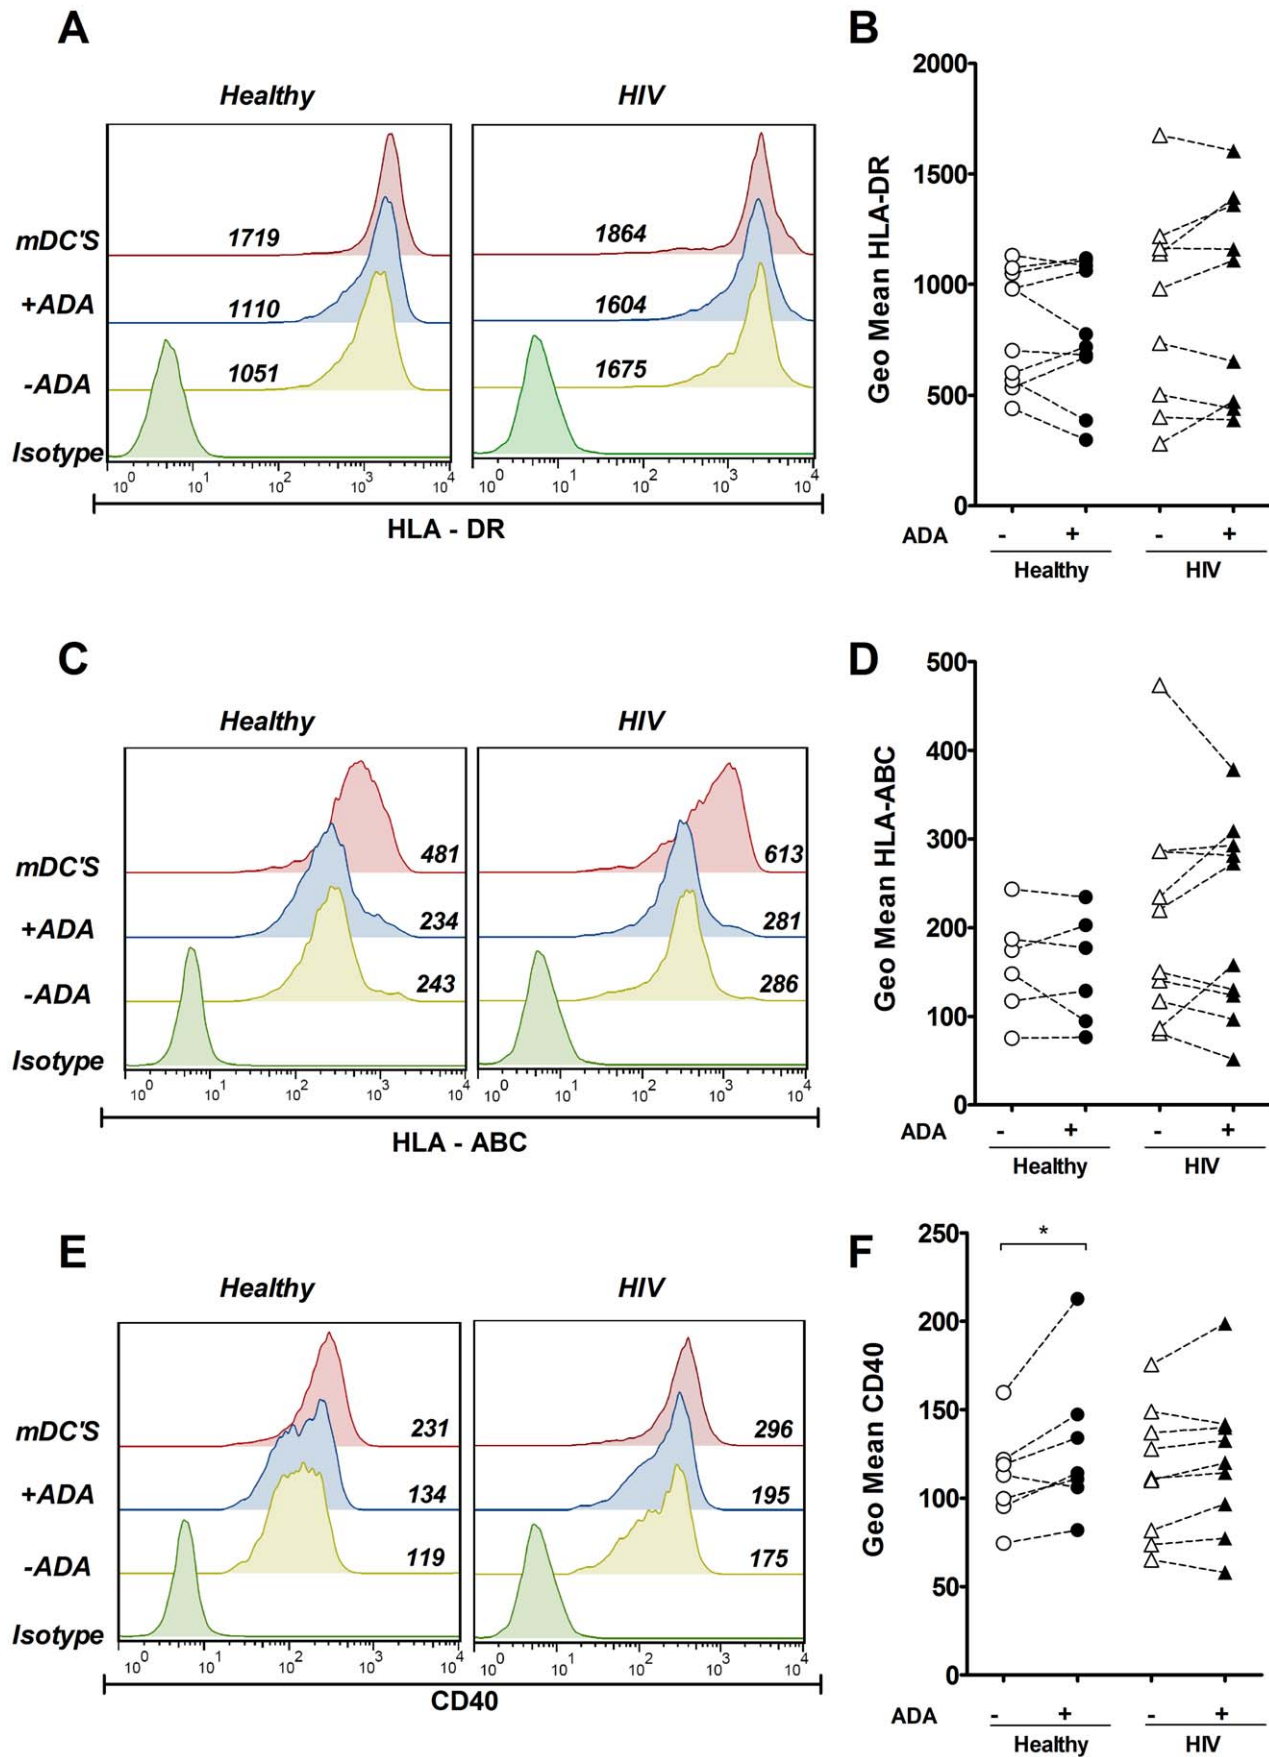 A
Healthy HIV
mDC'S 1719 1864
+ADA 1110 1604
-ADA 1051 1675
Isotype
10^0 10^1 10^2 10^3 10^4 10^0 10^1 10^2 10^3 10^4
HLA - DR
B
Geo Mean HLA-DR
2000
1500
1000
500
0
ADA - + - +
Healthy HIV
C
Healthy HIV
mDC'S 481 613
+ADA 234 281
-ADA 243 286
Isotype
10^0 10^1 10^2 10^3 10^4 10^0 10^1 10^2 10^3 10^4
HLA - ABC
D
Geo Mean HLA-ABC
500
400
300
200
100
0
ADA - + - +
Healthy HIV
E
Healthy HIV
mDC'S 231 296
+ADA 134 195
-ADA 119 175
Isotype
10^0 10^1 10^2 10^3 10^4 10^0 10^1 10^2 10^3 10^4
CD40
F
Geo Mean CD40
250
200
150
100
50
0
*
ADA - + - +
Healthy HIV